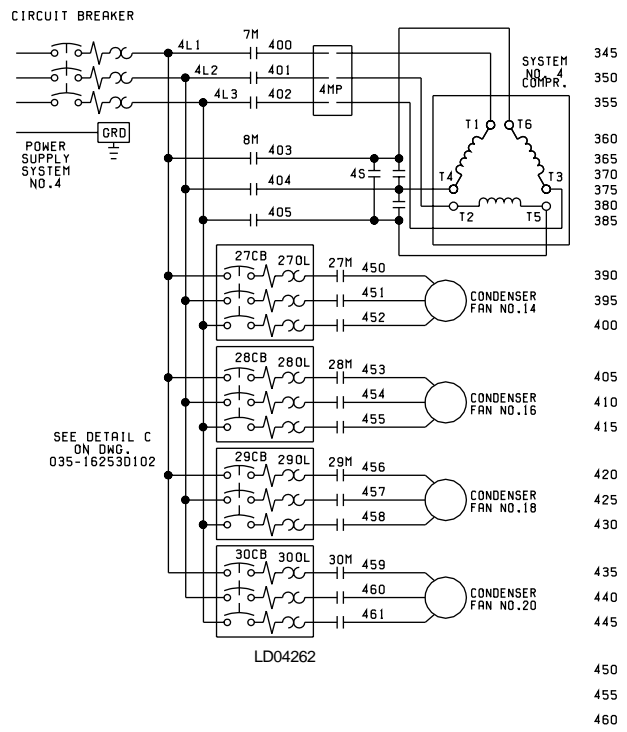 CIRCUIT BREAKER
7M
4L1
400
345
SYSTEM
NO. 4
COMPR.
4L2
401
350
4MP
4L3
402
355
GRD
T1
T6
POWER
SUPPLY
SYSTEM
NO.4
8M
403
360
365
4S
T4
T3
370
404
375
T2
T5
380
405
385
27CB
27OL
27M
450
390
451
CONDENSER
FAN NO.14
395
452
400
28CB
28OL
28M
453
405
454
CONDENSER
FAN NO.16
410
455
415
SEE DETAIL C
ON DWG.
035-16253D102
29CB
29OL
29M
456
420
457
CONDENSER
FAN NO.18
425
458
430
30CB
30OL
30M
459
435
460
CONDENSER
FAN NO.20
440
461
445
LD04262
450
455
460